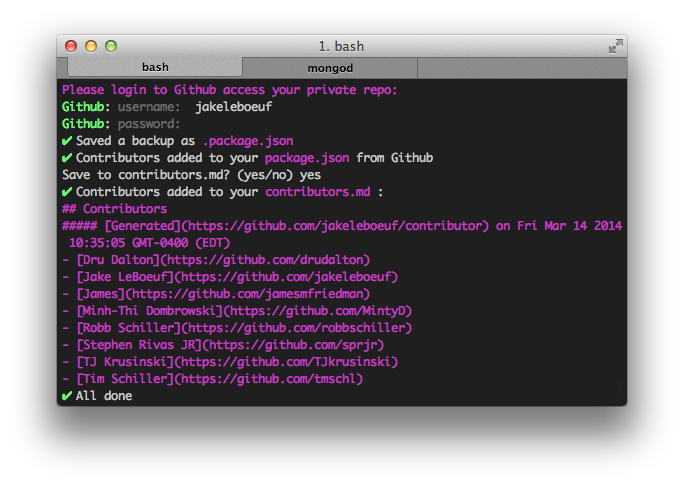 1. bash
bash
mongod
Please login to Github access your private repo:
Github: username: jakeleboeuf
Github: password:
✔ Saved a backup as .package.json
✔ Contributors added to your package.json from Github
Save to contributors.md? (yes/no) yes
✔ Contributors added to your contributors.md :
## Contributors
##### [Generated](https://github.com/jakeleboeuf/contributor) on Fri Mar 14 2014
10:35:05 GMT-0400 (EDT)
- [Dru Dalton](https://github.com/drudalton)
- [Jake LeBoeuf](https://github.com/jakeleboeuf)
- [James](https://github.com/jamesmfriedman)
- [Minh-Thi Dombrowski](https://github.com/MintyD)
- [Robb Schiller](https://github.com/robbschiller)
- [Stephen Rivas JR](https://github.com/sprjr)
- [TJ Krusinski](https://github.com/TJkrusinski)
- [Tim Schiller](https://github.com/tmschl)
✔ All done